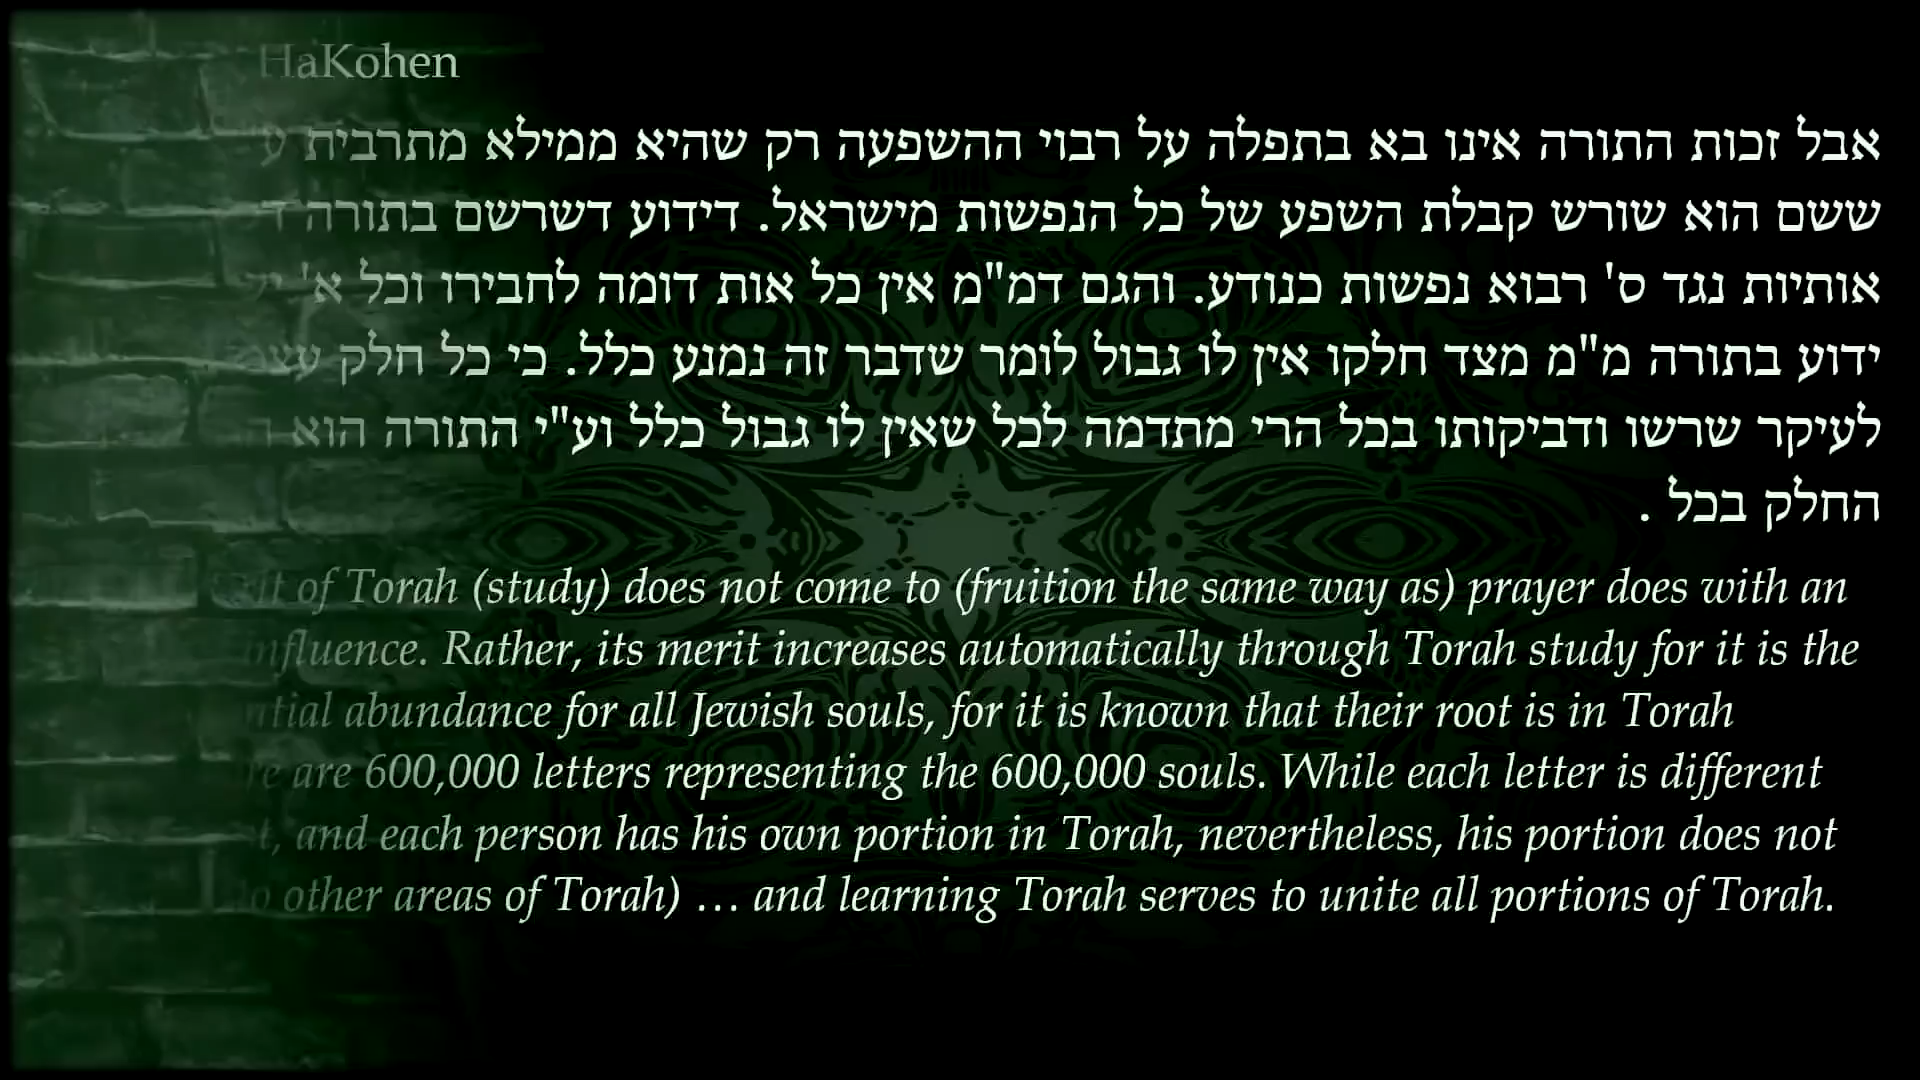 HaKohen
אבל זכות התורה אינו בא בתפלה על רבוי ההשפעה רק שהיא ממילא מתרבית
ששם הוא שורש קבלת השפע של כל הנפשות מישראל. דידוע דשרשם בתורה
אותיות נגד ס' רבוא נפשות כנודע. והגם דמ"מ אין כל אות דומה לחבירו וכל א'
ידוע בתורה מ"מ מצד חלקו אין לו גבול לומר שדבר זה נמנע כלל. כי כל חלק
לעיקר שרשו ודביקותו בכל הרי מתדמה לכל שאין לו גבול כלל וע"י התורה הוא
החלק בכל .
of Torah (study) does not come to (fruition the same way as) prayer does with an
influence. Rather, its merit increases automatically through Torah study for it is the
abundance for all Jewish souls, for it is known that their root is in Torah
are 600,000 letters representing the 600,000 souls. While each letter is different
and each person has his own portion in Torah, nevertheless, his portion does not
other areas of Torah) … and learning Torah serves to unite all portions of Torah.